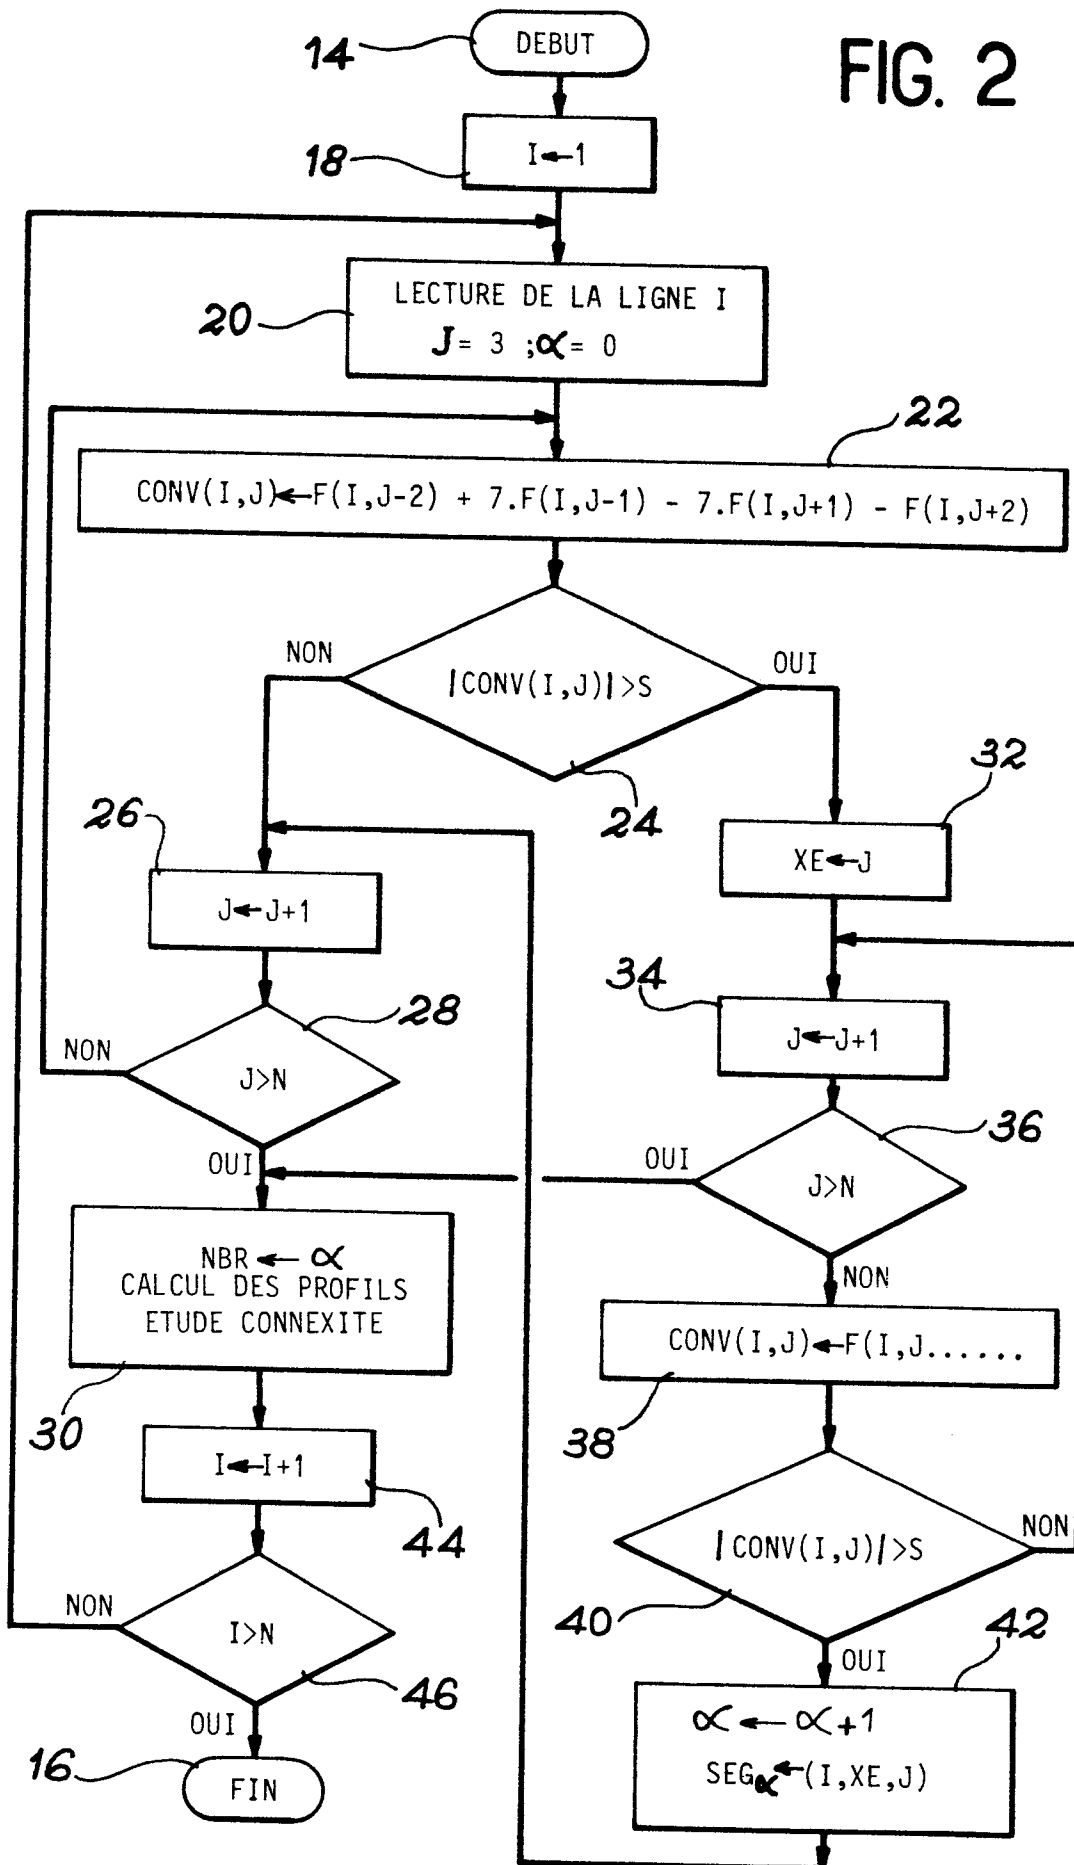 FIG. 2
14
DEBUT
18
I←1
20
LECTURE DE LA LIGNE I
J= 3 ;α= 0
22
CONV(I,J)←F(I,J-2) + 7.F(I,J-1) - 7.F(I,J+1) - F(I,J+2)
NON
|CONV(I,J)|>S
OUI
24
26
J←J+1
32
XE←J
28
NON
J>N
OUI
34
J←J+1
36
OUI
J>N
NON
NBR ← α
CALCUL DES PROFILS
ETUDE CONNEXITE
30
CONV(I,J)←F(I,J......
38
I←I+1
44
|CONV(I,J)|>S
NON
40
OUI
NON
I>N
46
OUI
42
α ← α+1
SEGα←(I,XE,J)
16
FIN